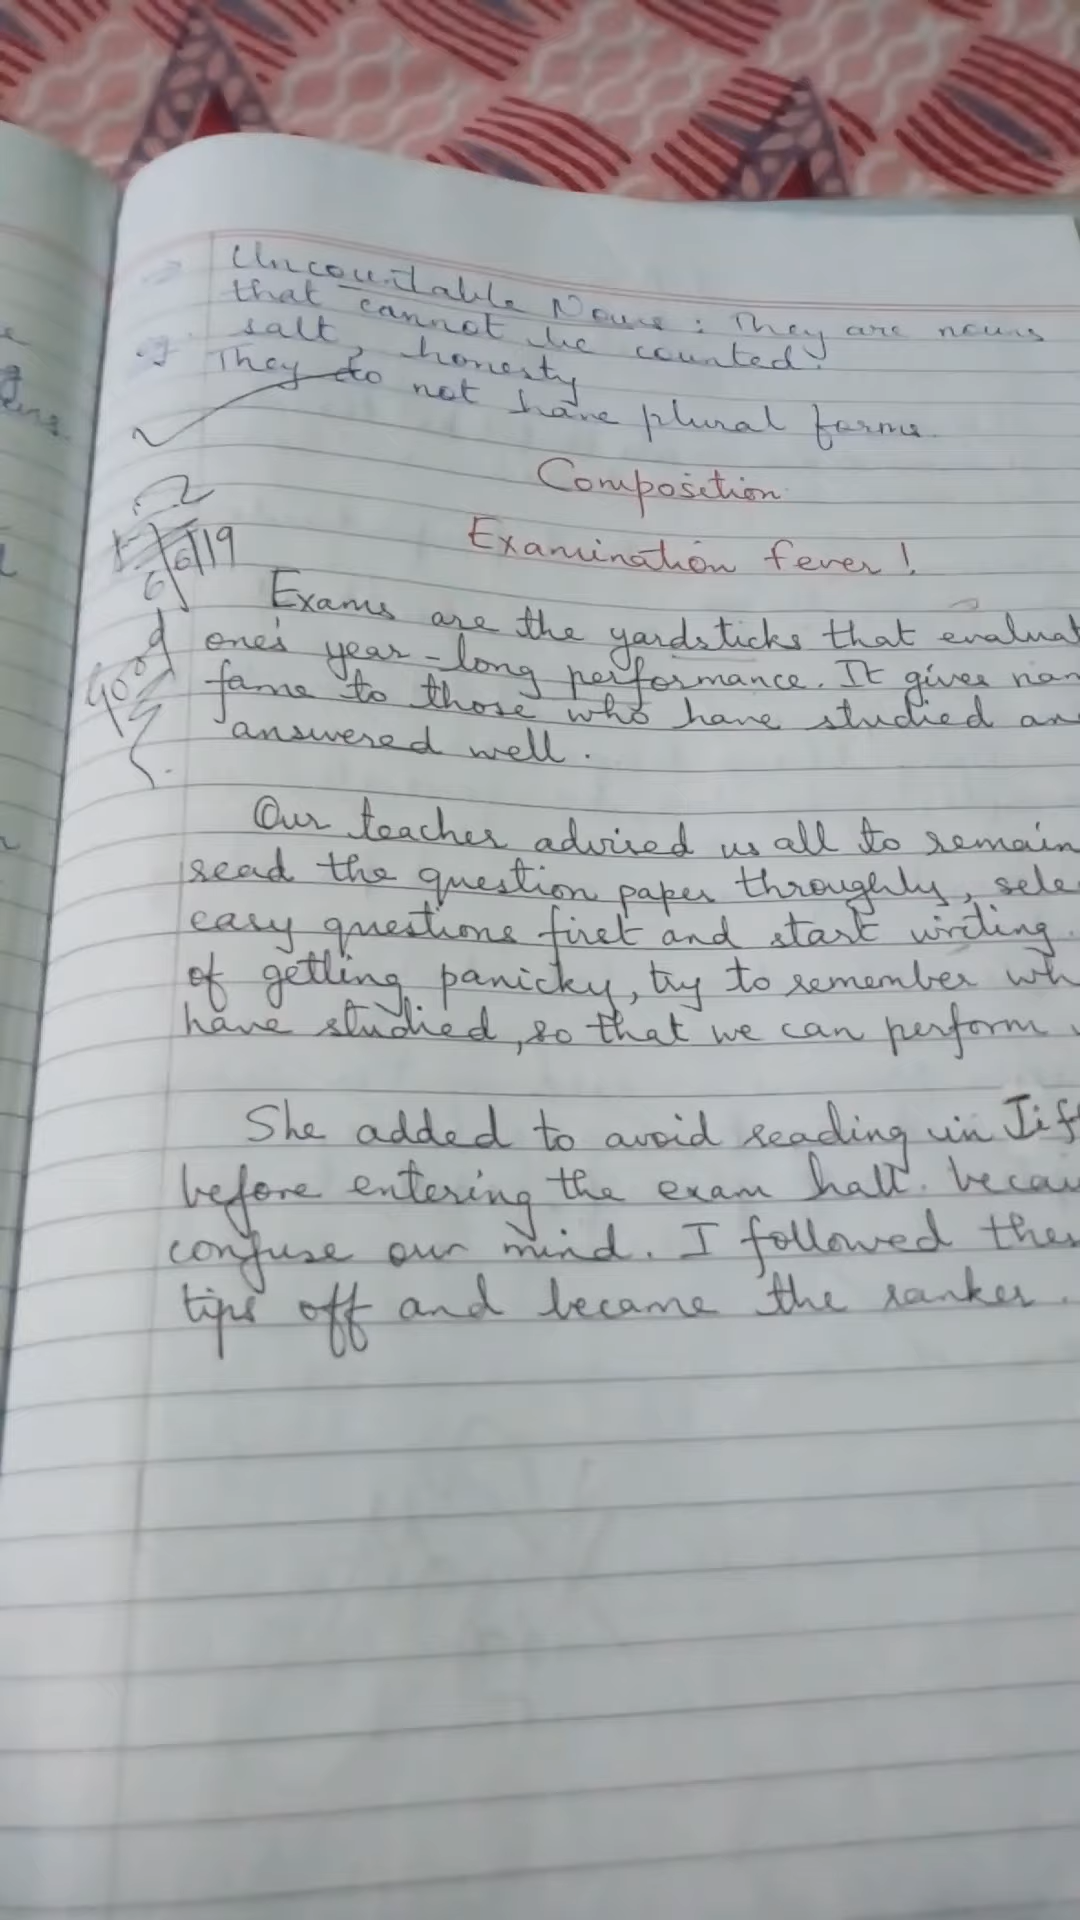 Uncountable Nouns : They are nouns
that cannot be counted.
salt, honesty
They do not have plural forms.
Composition
6/6/19
Examination fever!
Good
Exams are the yardsticks that evaluat
one's year-long performance. It gives nam
fame to those who have studied an
answered well.
Our teacher advised us all to remain
read the question paper throughly, sele
easy questions first and start writing.
of getting panicky, try to remember wh
have studied, so that we can perform
She added to avoid reading in Jiff
before entering the exam hall. becau
confuse our mind. I followed thes
tips off and became the ranker.